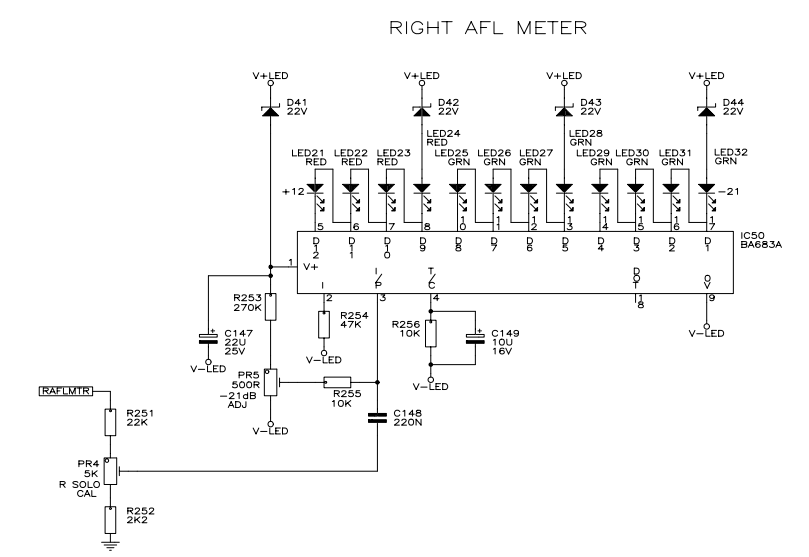 RIGHT AFL METER
V+LED V+LED V+LED V+LED
D41
22V
D42
22V
D43
22V
D44
22V
LED21
RED
LED22
RED
LED23
RED
LED24
RED
LED25
GRN
LED26
GRN
LED27
GRN
LED28
GRN
LED29
GRN
LED30
GRN
LED31
GRN
LED32
GRN
+12
-21
5 6 7 8 10 11 12 13 14 15 16 17
IC50
BA683A
D12 D11 D10 D9 D8 D7 D6 D5 D4 D3 D2 D1
1 V+ I I/P T/C DOT 0V
2 3 4 18 9
R253
270K
R254
47K
R256
10K
C149
10U
16V
V-LED
C147
22U
25V
V-LED
V-LED
V-LED
PR5
500R
-21dB
ADJ
R255
10K
V-LED
C148
220N
RAFLMTR
R251
22K
PR4
5K
R SOLO
CAL
R252
2K2